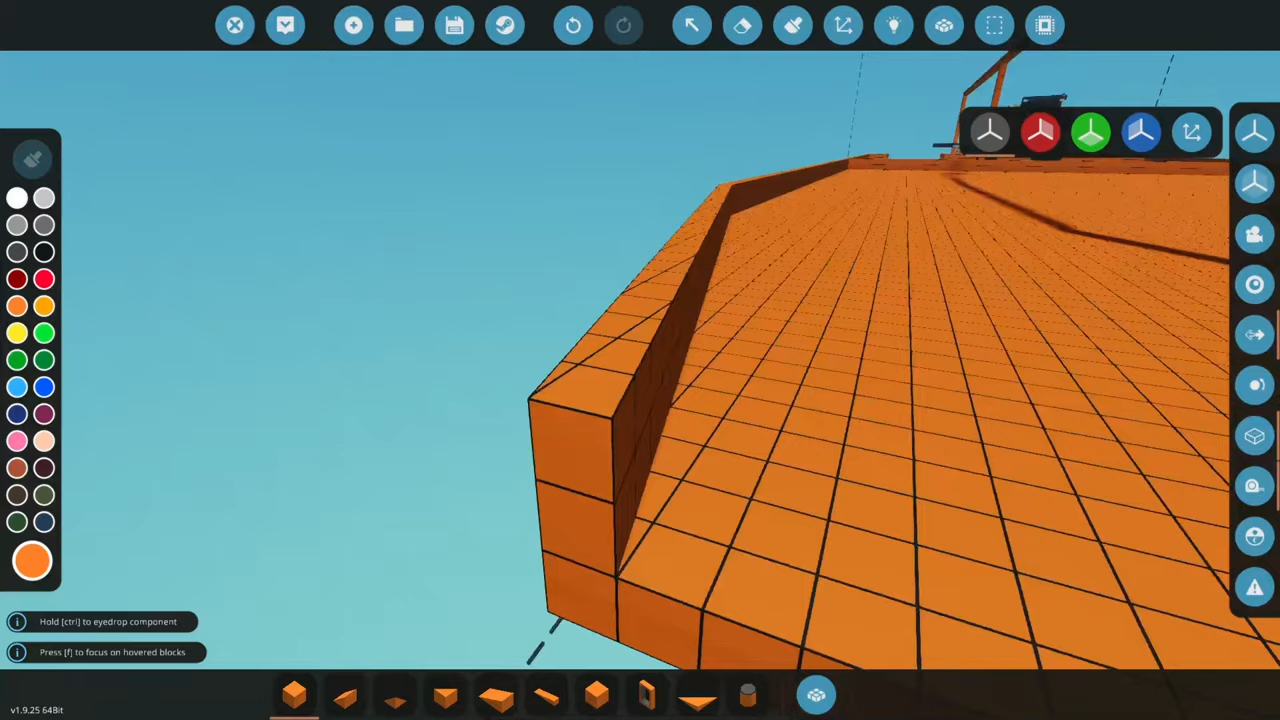 Hold [ctrl] to eyedrop component
Press [f] to focus on hovered blocks
v1.9.25 64Bit